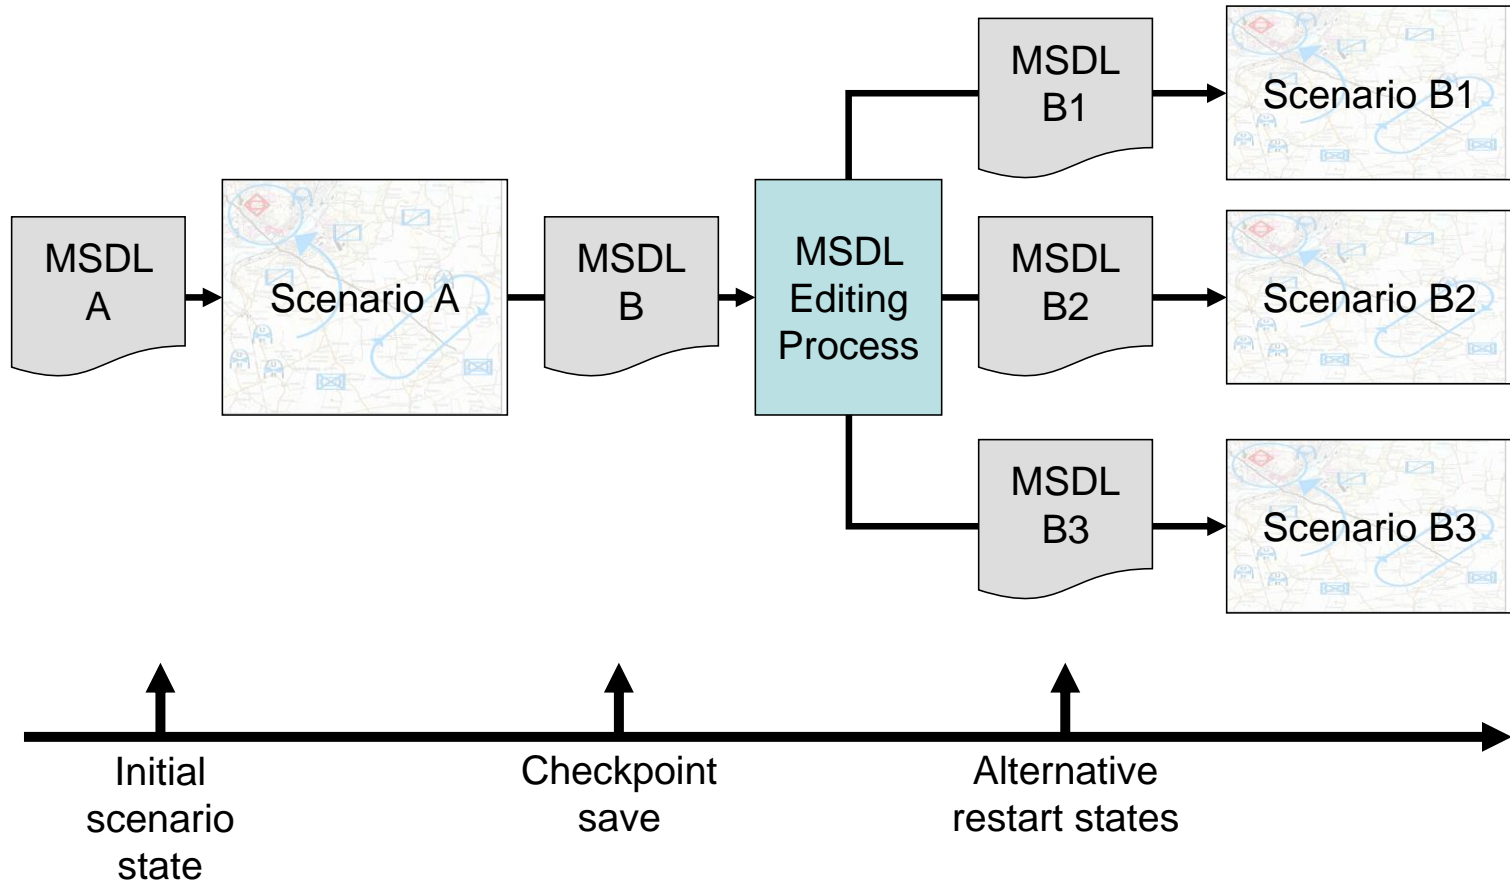 MSDL
A
Scenario A
MSDL
B
MSDL
Editing
Process
MSDL
B1
Scenario B1
MSDL
B2
Scenario B2
MSDL
B3
Scenario B3
Initial
scenario
state
Checkpoint
save
Alternative
restart states